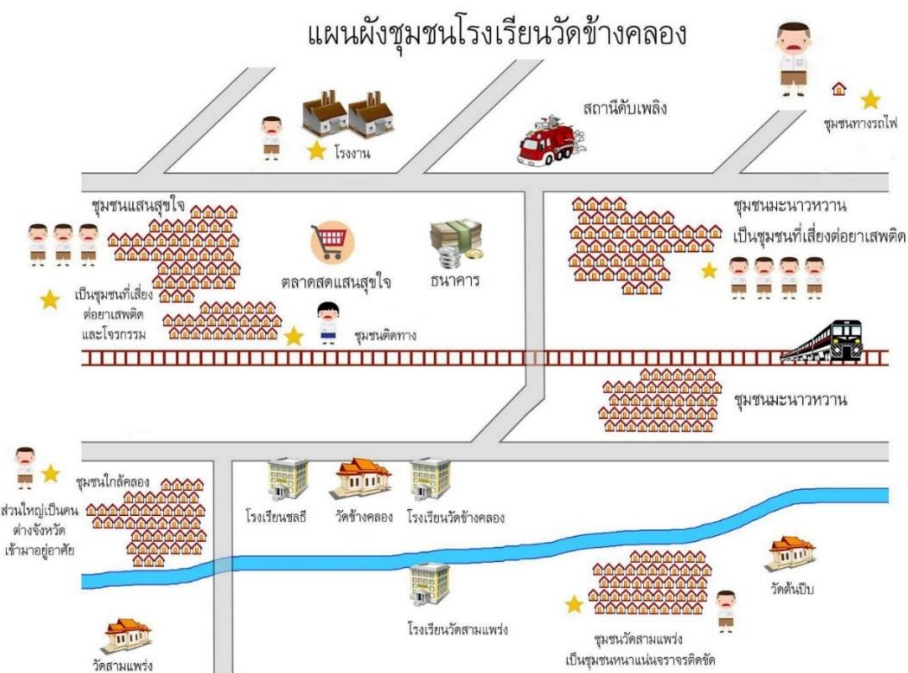 แผนผังชุมชนโรงเรียนวัดข้างคลอง
สถานีดับเพลิง
ชุมชนทางรถไฟ
โรงงาน
ชุมชนแสนสุขใจ
ชุมชนมะนาวหวาน
เป็นชุมชนที่เสี่ยงต่อยาเสพติด
ตลาดสดแสนสุขใจ
ธนาคาร
เป็นชุมชนที่เสี่ยง
ต่อยาเสพติด
และโจรกรรม
ชุมชนติดทาง
ชุมชนมะนาวหวาน
ชุมชนใกล้คลอง
ส่วนใหญ่เป็นคน
ต่างจังหวัด
เข้ามาอยู่อาศัย
โรงเรียนชลธี
วัดข้างคลอง
โรงเรียนวัดข้างคลอง
วัดต้นปีบ
โรงเรียนวัดสามแพร่ง
ชุมชนวัดสามแพร่ง
เป็นชุมชนหนาแน่นจราจรติดขัด
วัดสามแพร่ง